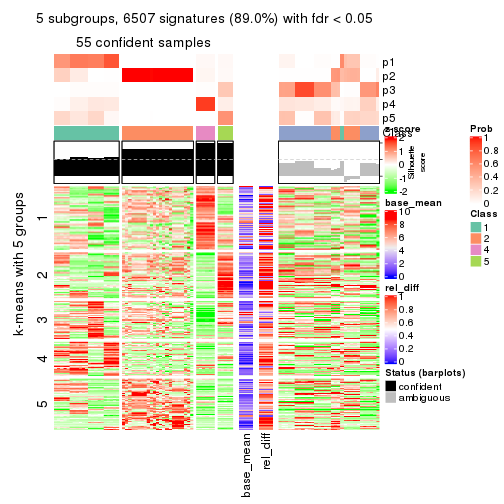 5 subgroups, 6507 signatures (89.0%) with fdr < 0.05
55 confident samples
p1
p2
p3
p4
p5
Class
Silhouette
score
k-means with 5 groups
1
2
3
4
5
base_mean
rel_diff
z-score
2
1
0
-1
-2
base_mean
10
8
6
4
2
0
rel_diff
1
0.8
0.6
0.4
0.2
0
Status (barplots)
confident
ambiguous
Prob
1
0.8
0.6
0.4
0.2
0
Class
1
2
4
5